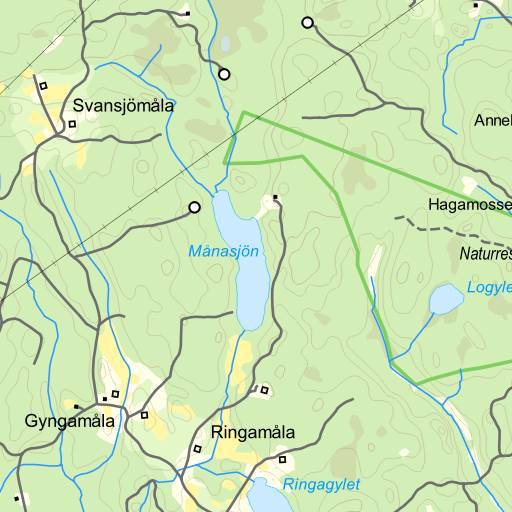 Svansjömåla
Annel
Hagamosse
Månasjön
Naturres
Logyle
Gyngamåla
Ringamåla
Ringagylet